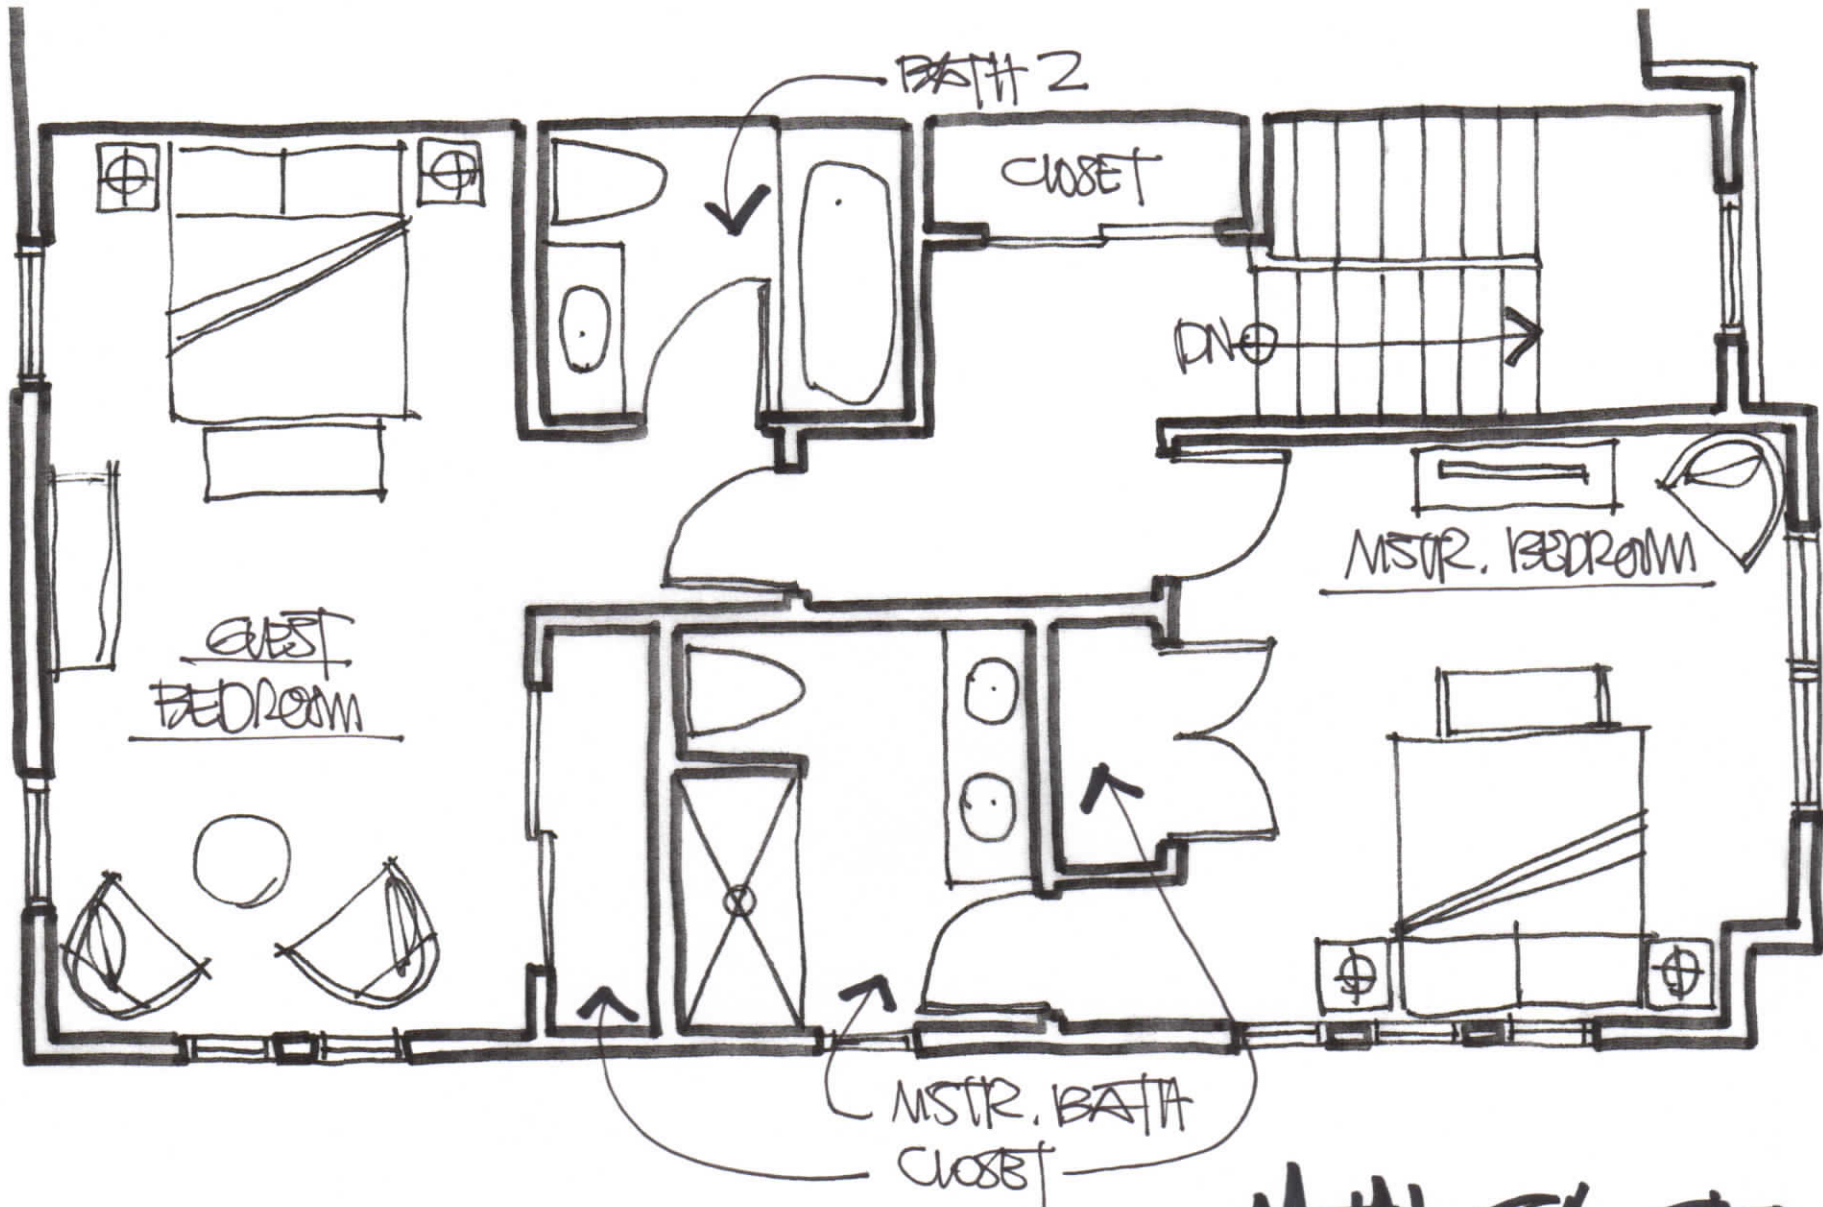 BATH 2
CLOSET
DN
MSTR. BEDROOM
GUEST
BEDROOM
MSTR. BATH
CLOSET